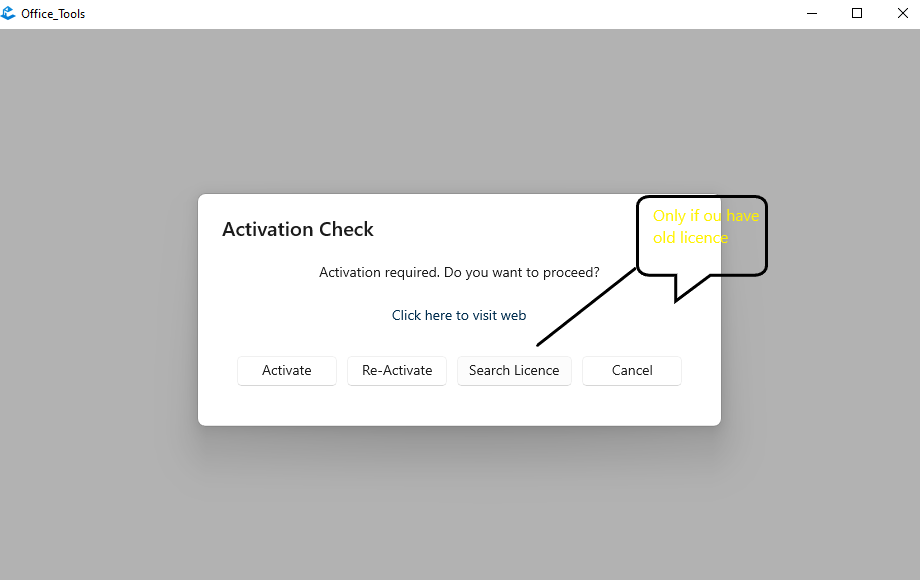 Office_Tools
Activation Check
Only if ou have
old licence
Activation required. Do you want to proceed?
Click here to visit web
Activate
Re-Activate
Search Licence
Cancel